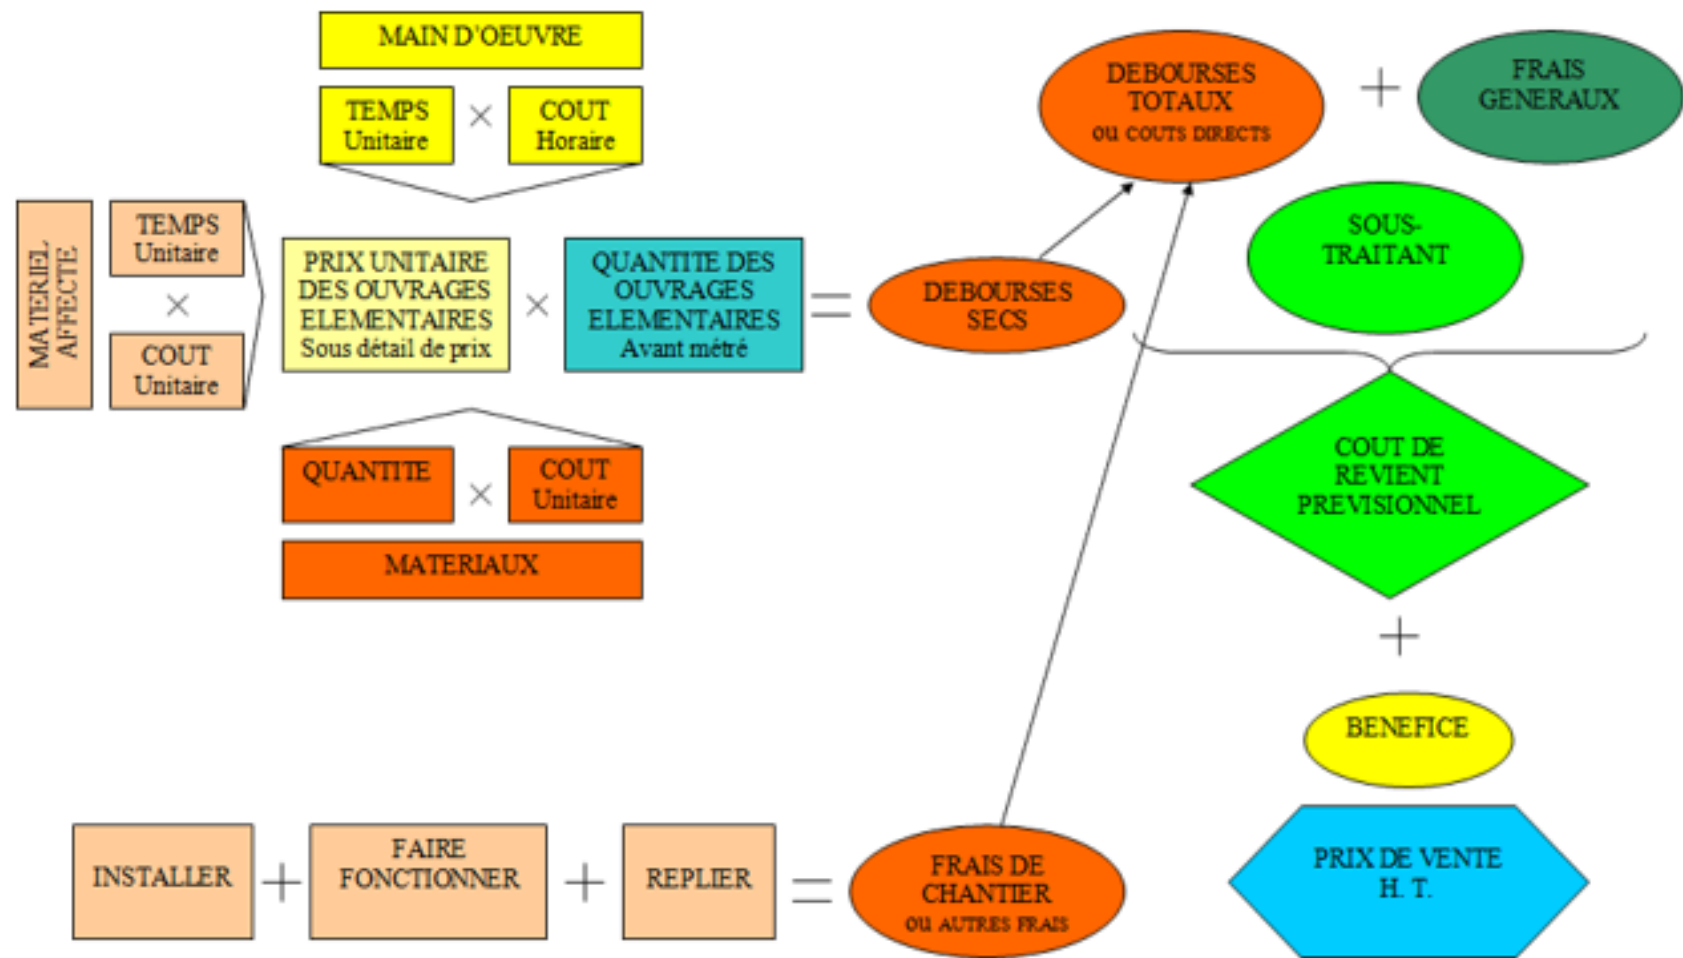 MAIN D'OEUVRE
TEMPS
Unitaire
×
COUT
Horaire
MATERIEL
AFFECTE
TEMPS
Unitaire
×
COUT
Unitaire
PRIX UNITAIRE
DES OUVRAGES
ELEMENTAIRES
Sous détail de prix
×
QUANTITE DES
OUVRAGES
ELEMENTAIRES
Avant métré
=
DEBOURSES
SECS
QUANTITE
×
COUT
Unitaire
MATERIAUX
INSTALLER
+
FAIRE
FONCTIONNER
+
REPLIER
=
FRAIS DE
CHANTIER
OU AUTRES FRAIS
DEBOURSES
TOTAUX
OU COUTS DIRECTS
+
FRAIS
GENERAUX
SOUS-
TRAITANT
COUT DE
REVIENT
PREVISIONNEL
+
BENEFICE
PRIX DE VENTE
H. T.